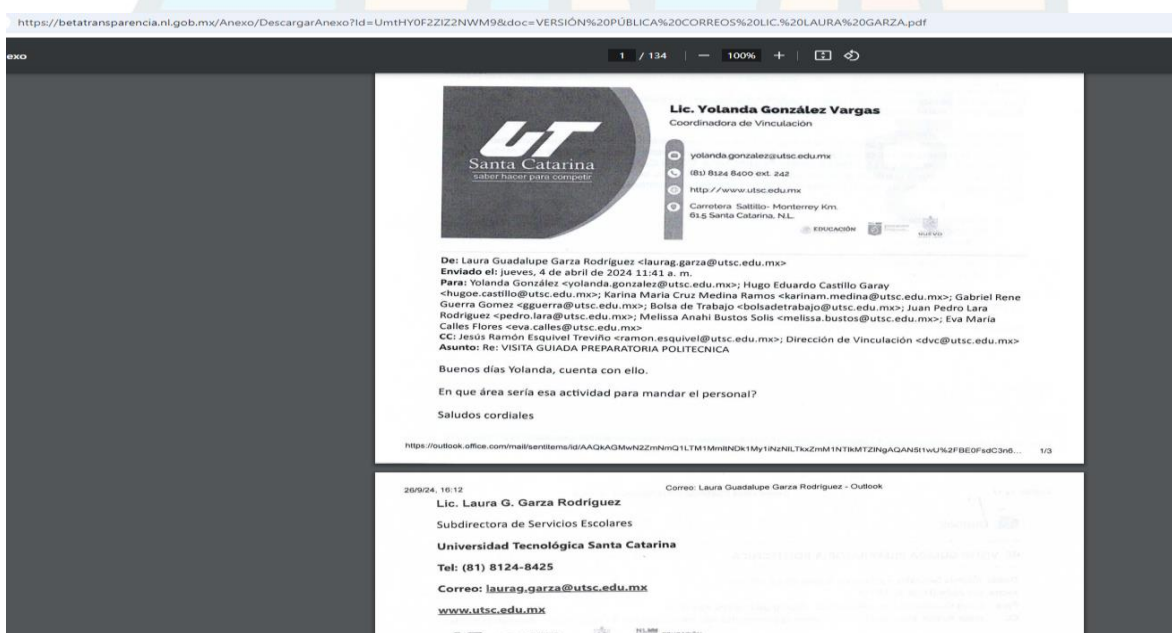 https://betatransparencia.nl.gob.mx/Anexo/DescargarAnexo?Id=UmtHY0F2ZlZ2NWM9&doc=VERSIÓN%20PÚBLICA%20CORREOS%20LIC.%20LAURA%20GARZA.pdf
exo
1 / 134
100%
Lic. Yolanda González Vargas
Coordinadora de Vinculación
UT
Santa Catarina
saber hacer para competir
yolanda.gonzalez@utsc.edu.mx
(81) 8124 8400 ext. 242
http://www.utsc.edu.mx
Carretera Saltillo- Monterrey Km.
61.5 Santa Catarina, N.L.
EDUCACIÓN
De: Laura Guadalupe Garza Rodríguez <laurag.garza@utsc.edu.mx>
Enviado el: jueves, 4 de abril de 2024 11:41 a. m.
Para: Yolanda González <yolanda.gonzalez@utsc.edu.mx>; Hugo Eduardo Castillo Garay
<hugoe.castillo@utsc.edu.mx>; Karina Maria Cruz Medina Ramos <karinam.medina@utsc.edu.mx>; Gabriel Rene
Guerra Gomez <gguerra@utsc.edu.mx>; Bolsa de Trabajo <bolsadetrabajo@utsc.edu.mx>; Juan Pedro Lara
Rodriguez <pedro.lara@utsc.edu.mx>; Melissa Anahi Bustos Solis <melissa.bustos@utsc.edu.mx>; Eva Maria
Calles Flores <eva.calles@utsc.edu.mx>
CC: Jesús Ramón Esquivel Treviño <ramon.esquivel@utsc.edu.mx>; Dirección de Vinculación <dvc@utsc.edu.mx>
Asunto: Re: VISITA GUIADA PREPARATORIA POLITECNICA
Buenos días Yolanda, cuenta con ello.
En que área sería esa actividad para mandar el personal?
Saludos cordiales
1/3
26/9/24, 16:12
Correo: Laura Guadalupe Garza Rodríguez - Outlook
Lic. Laura G. Garza Rodríguez
Subdirectora de Servicios Escolares
Universidad Tecnológica Santa Catarina
Tel: (81) 8124-8425
Correo: laurag.garza@utsc.edu.mx
www.utsc.edu.mx